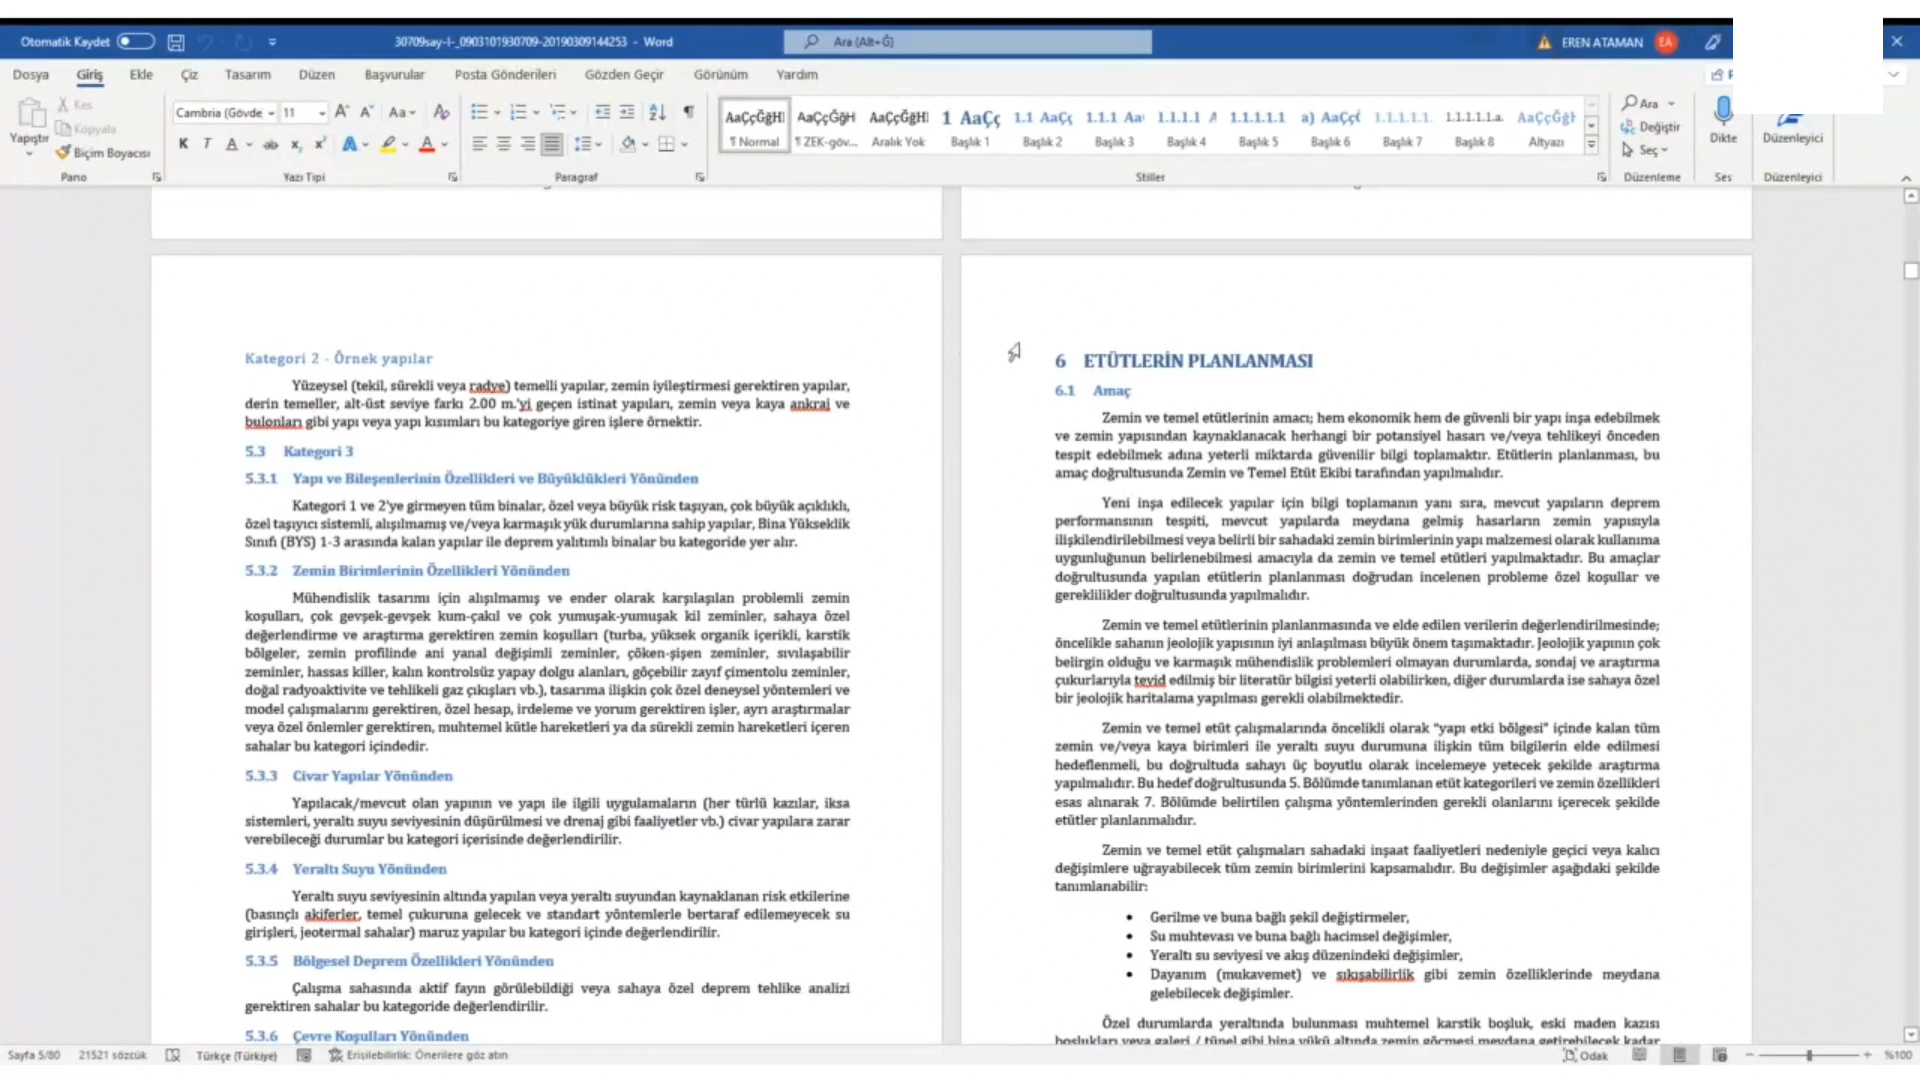 Otomatik Kaydet
30709say-I-_0903101930709-20190309144253 - Word
Ara (Alt+Ğ)
EREN ATAMAN
EA
Dosya Giriş Ekle Çiz Tasarım Düzen Başvurular Posta Gönderileri Gözden Geçir Görünüm Yardım
Yapıştır
Kes
Kopyala
Biçim Boyacısı
Pano
Cambria (Gövde 11
Yazı Tipi
Paragraf
Normal
ZEK-göv...
Aralık Yok
Başlık 1
Başlık 2
Başlık 3
Başlık 4
Başlık 5
Başlık 6
Başlık 7
Başlık 8
Altyazı
Stiller
Ara
Değiştir
Seç
Düzenleme
Dikte
Ses
Düzenleyici
Düzenleyici
Kategori 2 - Örnek yapılar
Yüzeysel (tekil, sürekli veya radye) temelli yapılar, zemin iyileştirmesi gerektiren yapılar,
derin temeller, alt-üst seviye farkı 2.00 m.'yi geçen istinat yapıları, zemin veya kaya ankraj ve
bulonları gibi yapı veya yapı kısımları bu kategoriye giren işlere örnektir.
5.3 Kategori 3
5.3.1 Yapı ve Bileşenlerinin Özellikleri ve Büyüklükleri Yönünden
Kategori 1 ve 2'ye girmeyen tüm binalar, özel veya büyük risk taşıyan, çok büyük açıklıklı,
özel taşıyıcı sistemli, alışılmamış ve/veya karmaşık yük durumlarına sahip yapılar, Bina Yükseklik
Sınıfı (BYS) 1-3 arasında kalan yapılar ile deprem yalıtımlı binalar bu kategoride yer alır.
5.3.2 Zemin Birimlerinin Özellikleri Yönünden
Mühendislik tasarımı için alışılmamış ve ender olarak karşılaşılan problemli zemin
koşulları, çok gevşek-gevşek kum-çakıl ve çok yumuşak-yumuşak kil zeminler, sahaya özel
değerlendirme ve araştırma gerektiren zemin koşulları (turba, yüksek organik içerikli, karstik
bölgeler, zemin profilinde ani yanal değişimli zeminler, çöken-şişen zeminler, sıvılaşabilir
zeminler, hassas killer, kalın kontrolsüz yapay dolgu alanları, göçebilir zayıf çimentolu zeminler,
doğal radyoaktivite ve tehlikeli gaz çıkışları vb.), tasarıma ilişkin çok özel deneysel yöntemleri ve
model çalışmalarını gerektiren, özel hesap, irdeleme ve yorum gerektiren işler, ayrı araştırmalar
veya özel önlemler gerektiren, muhtemel kütle hareketleri ya da sürekli zemin hareketleri içeren
sahalar bu kategori içindedir.
5.3.3 Civar Yapılar Yönünden
Yapılacak/mevcut olan yapının ve yapı ile ilgili uygulamaların (her türlü kazılar, iksa
sistemleri, yeraltı suyu seviyesinin düşürülmesi ve drenaj gibi faaliyetler vb.) civar yapılara zarar
verebileceği durumlar bu kategori içerisinde değerlendirilir.
5.3.4 Yeraltı Suyu Yönünden
Yeraltı suyu seviyesinin altında yapılan veya yeraltı suyundan kaynaklanan risk etkilerine
(basınçlı akiferler, temel çukuruna gelecek ve standart yöntemlerle bertaraf edilemeyecek su
girişleri, jeotermal sahalar) maruz yapılar bu kategori içinde değerlendirilir.
5.3.5 Bölgesel Deprem Özellikleri Yönünden
Çalışma sahasında aktif fayın görülebildiği veya sahaya özel deprem tehlike analizi
gerektiren sahalar bu kategoride değerlendirilir.
5.3.6 Çevre Koşulları Yönünden
6 ETÜTLERİN PLANLANMASI
6.1 Amaç
Zemin ve temel etütlerinin amacı; hem ekonomik hem de güvenli bir yapı inşa edebilmek
ve zemin yapısından kaynaklanacak herhangi bir potansiyel hasarı ve/veya tehlikeyi önceden
tespit edebilmek adına yeterli miktarda güvenilir bilgi toplamaktır. Etütlerin planlanması, bu
amaç doğrultusunda Zemin ve Temel Etüt Ekibi tarafından yapılmalıdır.
Yeni inşa edilecek yapılar için bilgi toplamanın yanı sıra, mevcut yapıların deprem
performansının tespiti, mevcut yapılarda meydana gelmiş hasarların zemin yapısıyla
ilişkilendirilebilmesi veya belirli bir sahadaki zemin birimlerinin yapı malzemesi olarak kullanıma
uygunluğunun belirlenebilmesi amacıyla da zemin ve temel etütleri yapılmaktadır. Bu amaçlar
doğrultusunda yapılan etütlerin planlanması doğrudan incelenen probleme özel koşullar ve
gereklilikler doğrultusunda yapılmalıdır.
Zemin ve temel etütlerinin planlanmasında ve elde edilen verilerin değerlendirilmesinde;
öncelikle sahanın jeolojik yapısının iyi anlaşılması büyük önem taşımaktadır. Jeolojik yapının çok
belirgin olduğu ve karmaşık mühendislik problemleri olmayan durumlarda, sondaj ve araştırma
çukurlarıyla teyid edilmiş bir literatür bilgisi yeterli olabilirken, diğer durumlarda ise sahaya özel
bir jeolojik haritalama yapılması gerekli olabilmektedir.
Zemin ve temel etüt çalışmalarında öncelikli olarak "yapı etki bölgesi" içinde kalan tüm
zemin ve/veya kaya birimleri ile yeraltı suyu durumuna ilişkin tüm bilgilerin elde edilmesi
hedeflenmeli, bu doğrultuda sahayı üç boyutlu olarak incelemeye yetecek şekilde araştırma
yapılmalıdır. Bu hedef doğrultusunda 5. Bölümde tanımlanan etüt kategorileri ve zemin özellikleri
esas alınarak 7. Bölümde belirtilen çalışma yöntemlerinden gerekli olanlarını içerecek şekilde
etütler planlanmalıdır.
Zemin ve temel etüt çalışmaları sahadaki inşaat faaliyetleri nedeniyle geçici veya kalıcı
değişimlere uğrayabilecek tüm zemin birimlerini kapsamalıdır. Bu değişimler aşağıdaki şekilde
tanımlanabilir:
• Gerilme ve buna bağlı şekil değiştirmeler,
• Su muhtevası ve buna bağlı hacimsel değişimler,
• Yeraltı su seviyesi ve akış düzenindeki değişimler,
• Dayanım (mukavemet) ve sıkışabilirlik gibi zemin özelliklerinde meydana
gelebilecek değişimler.
Özel durumlarda yeraltında bulunması muhtemel karstik boşluk, eski maden kazısı
boşlukları veya galeri / tünel gibi bina yükü altında zemin göçmesi meydana getirebilecek kadar
Sayfa 5/80 21521 sözcük Türkçe (Türkiye) Erişilebilirlik: Önerilere göz atın
Odak %100